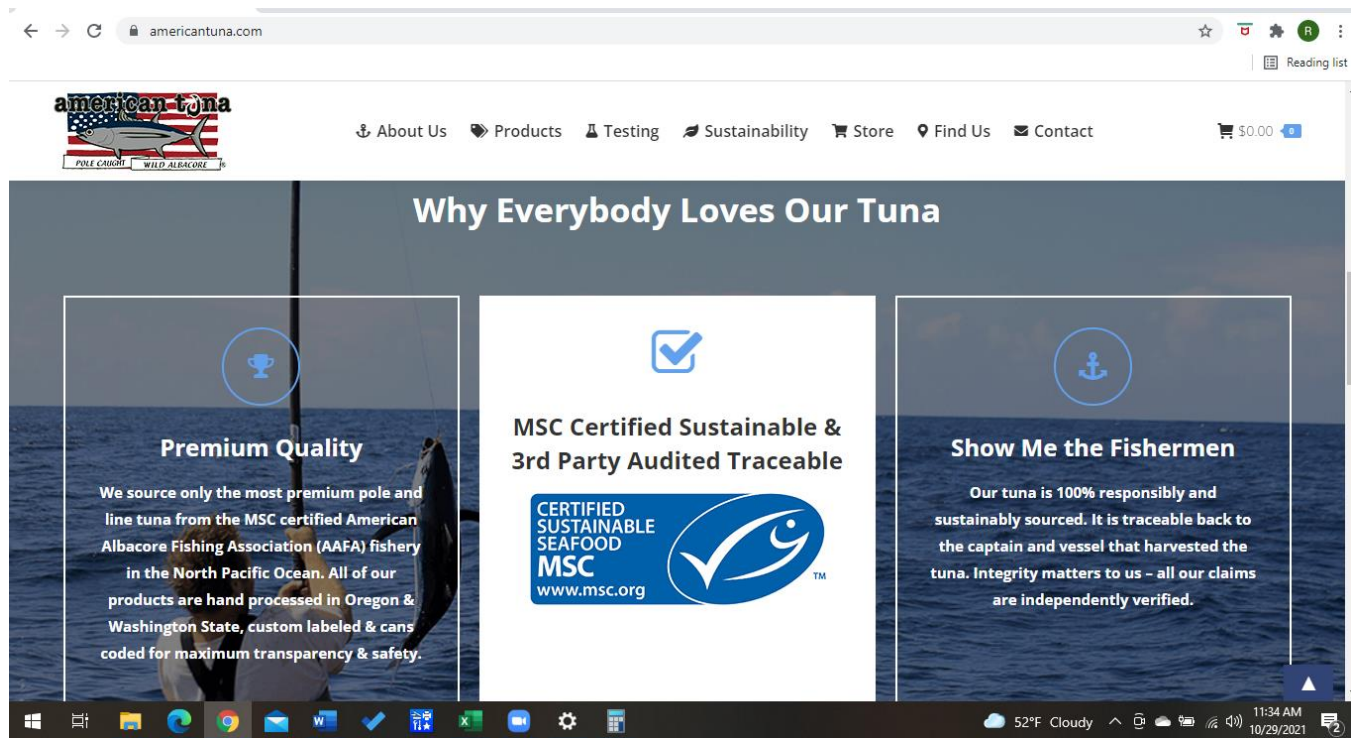 americantuna.com
R
Reading list
american tuna
POLE CAUGHT WILD ALBACORE ®
About Us Products Testing Sustainability Store Find Us Contact $0.00 0
Why Everybody Loves Our Tuna
Premium Quality
We source only the most premium pole and
line tuna from the MSC certified American
Albacore Fishing Association (AAFA) fishery
in the North Pacific Ocean. All of our
products are hand processed in Oregon &
Washington State, custom labeled & cans
coded for maximum transparency & safety.
MSC Certified Sustainable &
3rd Party Audited Traceable
CERTIFIED
SUSTAINABLE
SEAFOOD
MSC
www.msc.org
TM
Show Me the Fishermen
Our tuna is 100% responsibly and
sustainably sourced. It is traceable back to
the captain and vessel that harvested the
tuna. Integrity matters to us – all our claims
are independently verified.
52°F Cloudy
11:34 AM
10/29/2021
2